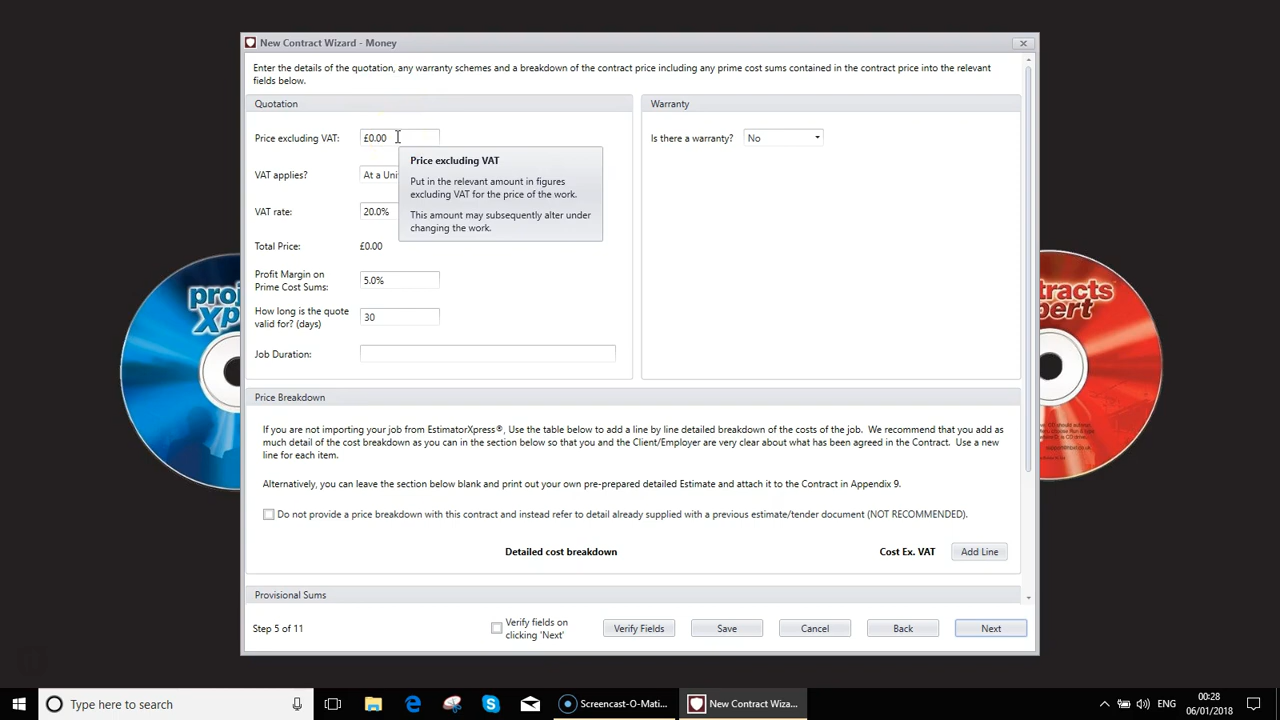 New Contract Wizard - Money
Enter the details of the quotation, any warranty schemes and a breakdown of the contract price including any prime cost sums contained in the contract price into the relevant
fields below.
Quotation
Warranty
Price excluding VAT:
£0.00
Is there a warranty?
No
Price excluding VAT
Put in the relevant amount in figures
excluding VAT for the price of the work.
This amount may subsequently alter under
changing the work.
VAT applies?
At a Uni
VAT rate:
20.0%
Total Price:
£0.00
Profit Margin on
Prime Cost Sums:
5.0%
How long is the quote
valid for? (days)
30
Job Duration:
Price Breakdown
If you are not importing your job from EstimatorXpress®, Use the table below to add a line by line detailed breakdown of the costs of the job. We recommend that you add as
much detail of the cost breakdown as you can in the section below so that you and the Client/Employer are very clear about what has been agreed in the Contract. Use a new
line for each item.
Alternatively, you can leave the section below blank and print out your own pre-prepared detailed Estimate and attach it to the Contract in Appendix 9.
Do not provide a price breakdown with this contract and instead refer to detail already supplied with a previous estimate/tender document (NOT RECOMMENDED).
Detailed cost breakdown
Cost Ex. VAT
Add Line
Provisional Sums
Step 5 of 11
Verify fields on
clicking 'Next'
Verify Fields
Save
Cancel
Back
Next
proj
Xp
tracts
pert
Type here to search
Screencast-O-Mati...
New Contract Wiza...
ENG
00:28
06/01/2018